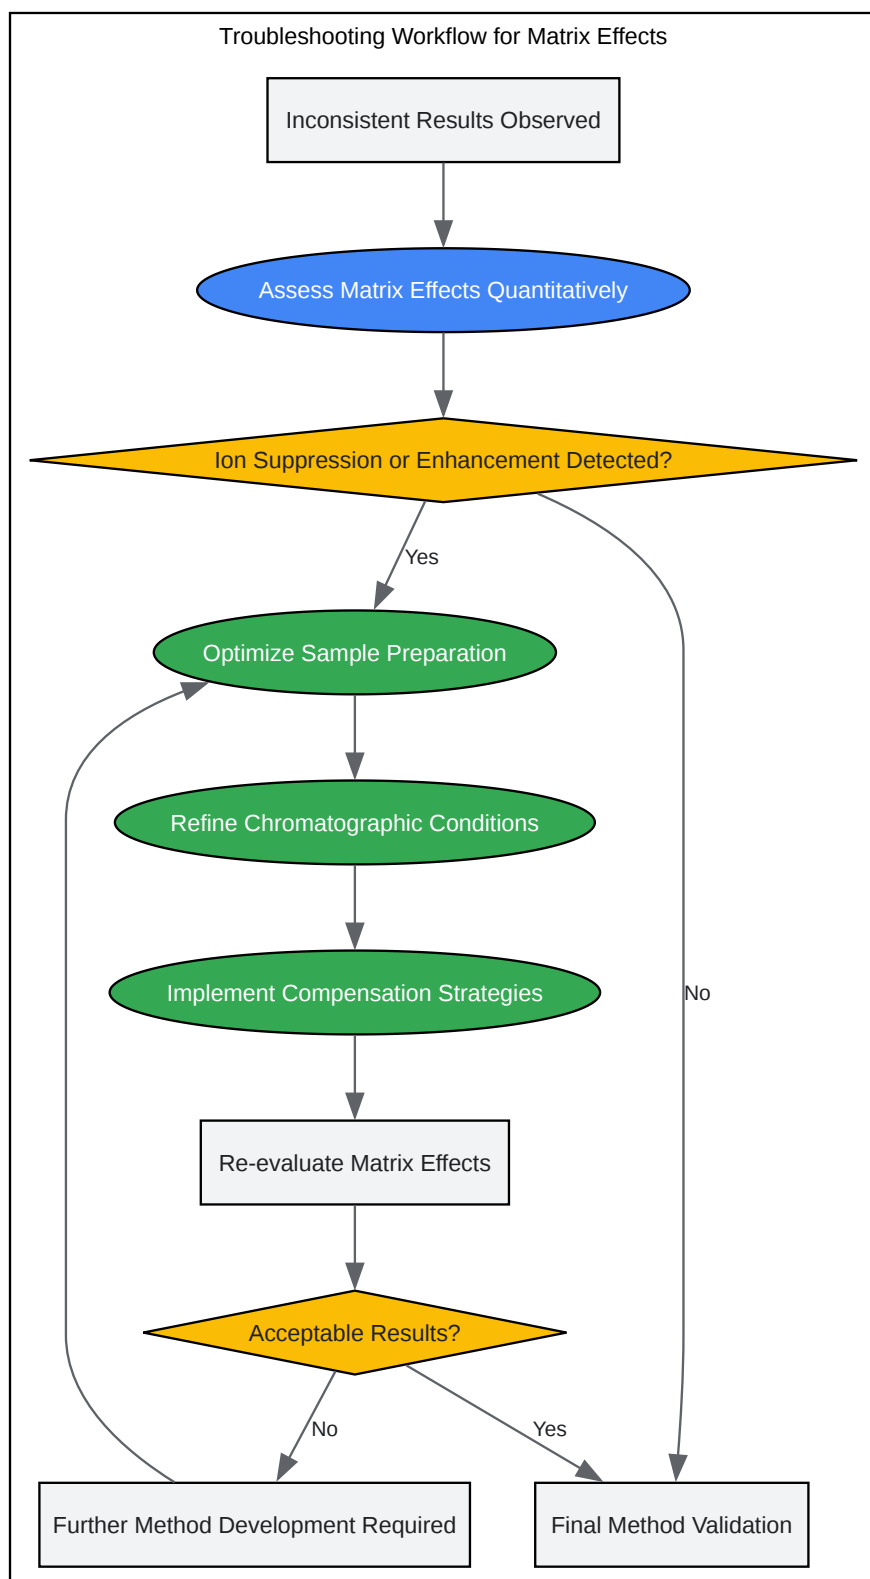 Troubleshooting Workflow for Matrix Effects
Inconsistent Results Observed
Assess Matrix Effects Quantitatively
Ion Suppression or Enhancement Detected?
Yes
Optimize Sample Preparation
Refine Chromatographic Conditions
Implement Compensation Strategies
No
Re-evaluate Matrix Effects
Acceptable Results?
No
Yes
Further Method Development Required
Final Method Validation